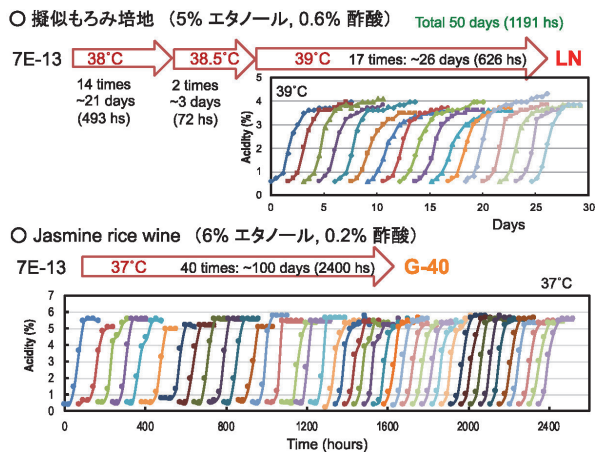 ○ 擬似もろみ培地 (5% エタノール, 0.6% 酢酸)
Total 50 days (1191 hs)
7E-13 38˚C 38.5˚C 39˚C 17 times: ~26 days (626 hs) LN
14 times
~21 days
(493 hs)
2 times
~3 days
(72 hs)
39˚C
Acidity (%)
5
4
3
2
1
0
0 5 10 15 20 25 30
Days
○ Jasmine rice wine (6% エタノール, 0.2% 酢酸)
7E-13 37˚C 40 times: ~100 days (2400 hs) G-40
37˚C
Acidity (%)
7
6
5
4
3
2
1
0
0 400 800 1200 1600 2000 2400
Time (hours)